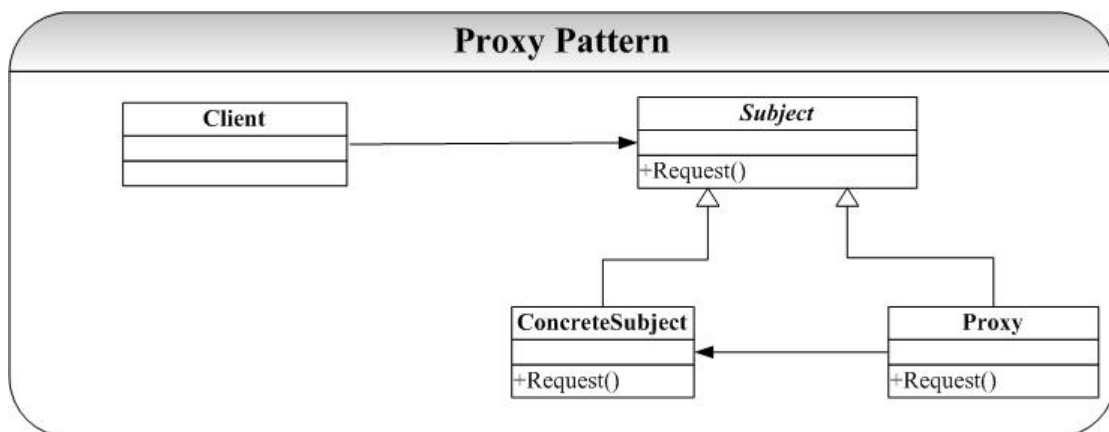 Proxy Pattern
Client
Subject
+Request()
ConcreteSubject
+Request()
Proxy
+Request()